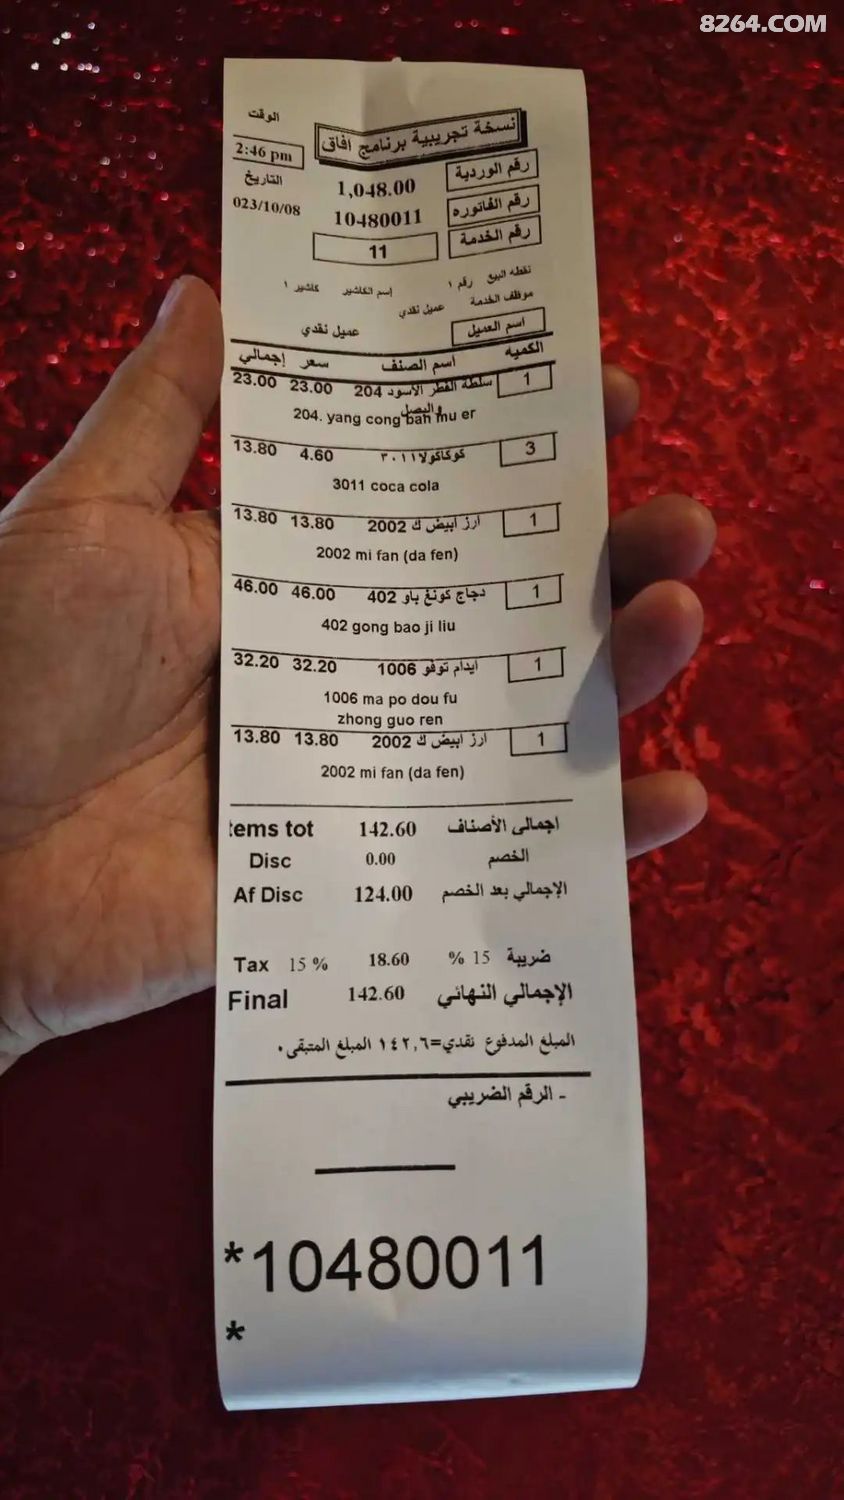 8264.COM
الوقت
نسخة تجريبية برنامج افاق
2:46 pm
رقم الوردية 1,048.00
التاريخ
023/10/08
رقم الفاتوره 10480011
رقم الخدمة 11
نقطه البيع رقم ١ إسم الكاشير كاشير ١
موظف الخدمة عميل نقدي
اسم العميل عميل نقدي
الكميه اسم الصنف سعر إجمالي
1 سلطة الفطر الأسود 204 23.00 23.00
والبصل
204. yang cong ban mu er
3 كوكاكولا٣٠١١ 4.60 13.80
3011 coca cola
1 ارز ابيض ك 2002 13.80 13.80
2002 mi fan (da fen)
1 دجاج كونغ باو 402 46.00 46.00
402 gong bao ji liu
1 ايدام توفو 1006 32.20 32.20
1006 ma po dou fu
zhong guo ren
1 ارز ابيض ك 2002 13.80 13.80
2002 mi fan (da fen)
tems tot 142.60 اجمالى الأصناف
Disc 0.00 الخصم
Af Disc 124.00 الإجمالي بعد الخصم
Tax 15 % 18.60 ضريبة 15 %
Final 142.60 الإجمالي النهائي
المبلغ المدفوع نقدي=١٤٢,٦ المبلغ المتبقى٠
- الرقم الضريبي
*10480011
*